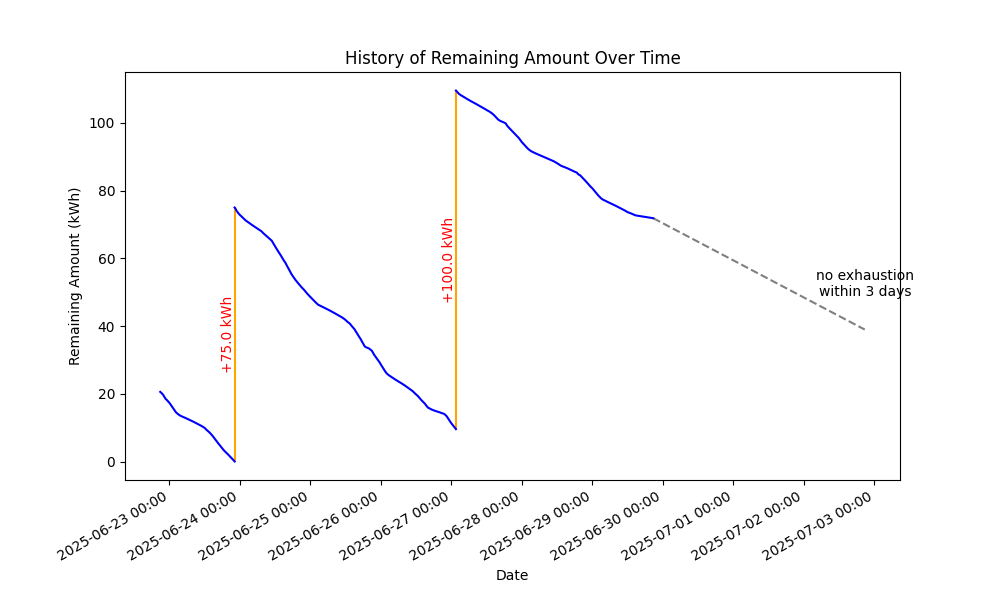 History of Remaining Amount Over Time
Remaining Amount (kWh)
100
80
60
40
20
0
+75.0 kWh
+100.0 kWh
no exhaustion
within 3 days
2025-06-23 00:00
2025-06-24 00:00
2025-06-25 00:00
2025-06-26 00:00
2025-06-27 00:00
2025-06-28 00:00
2025-06-29 00:00
2025-06-30 00:00
2025-07-01 00:00
2025-07-02 00:00
2025-07-03 00:00
Date